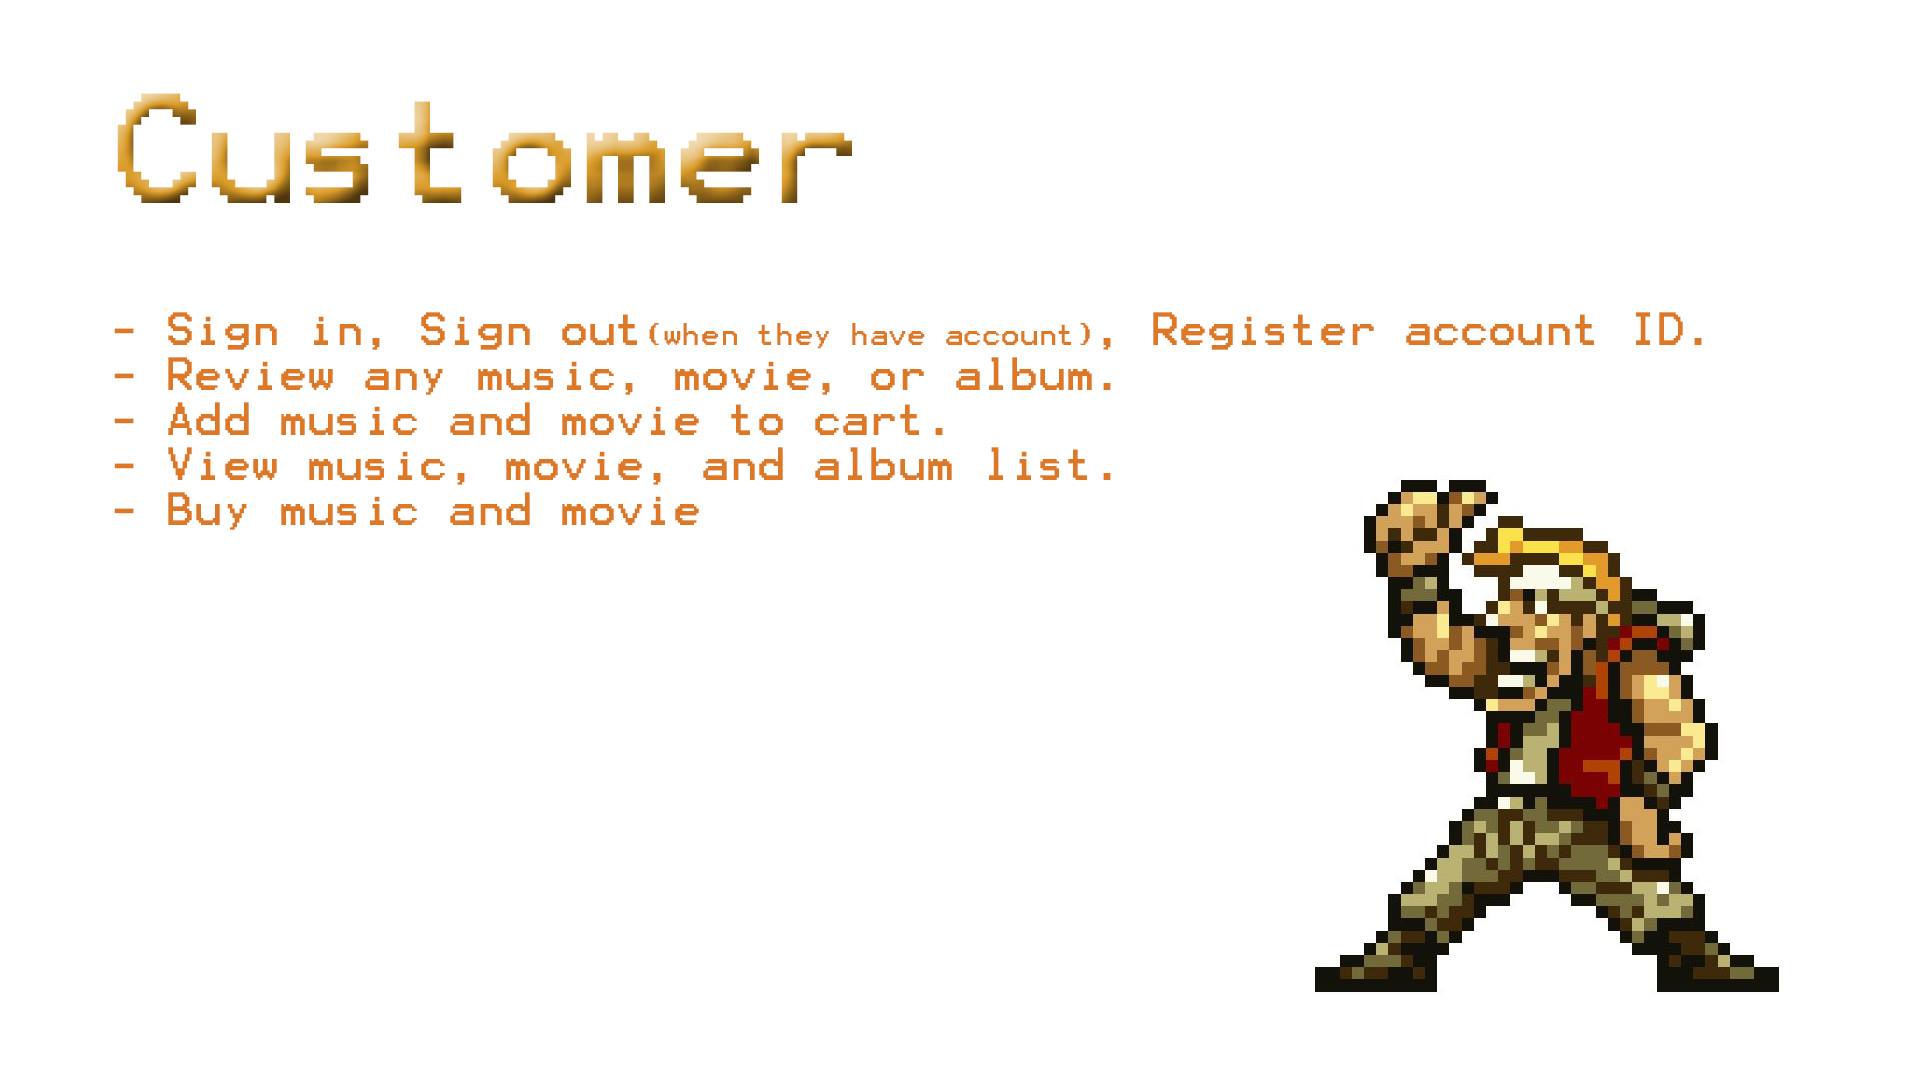 Customer
- Sign in, Sign out(when they have account), Register account ID.
- Review any music, movie, or album.
- Add music and movie to cart.
- View music, movie, and album list.
- Buy music and movie